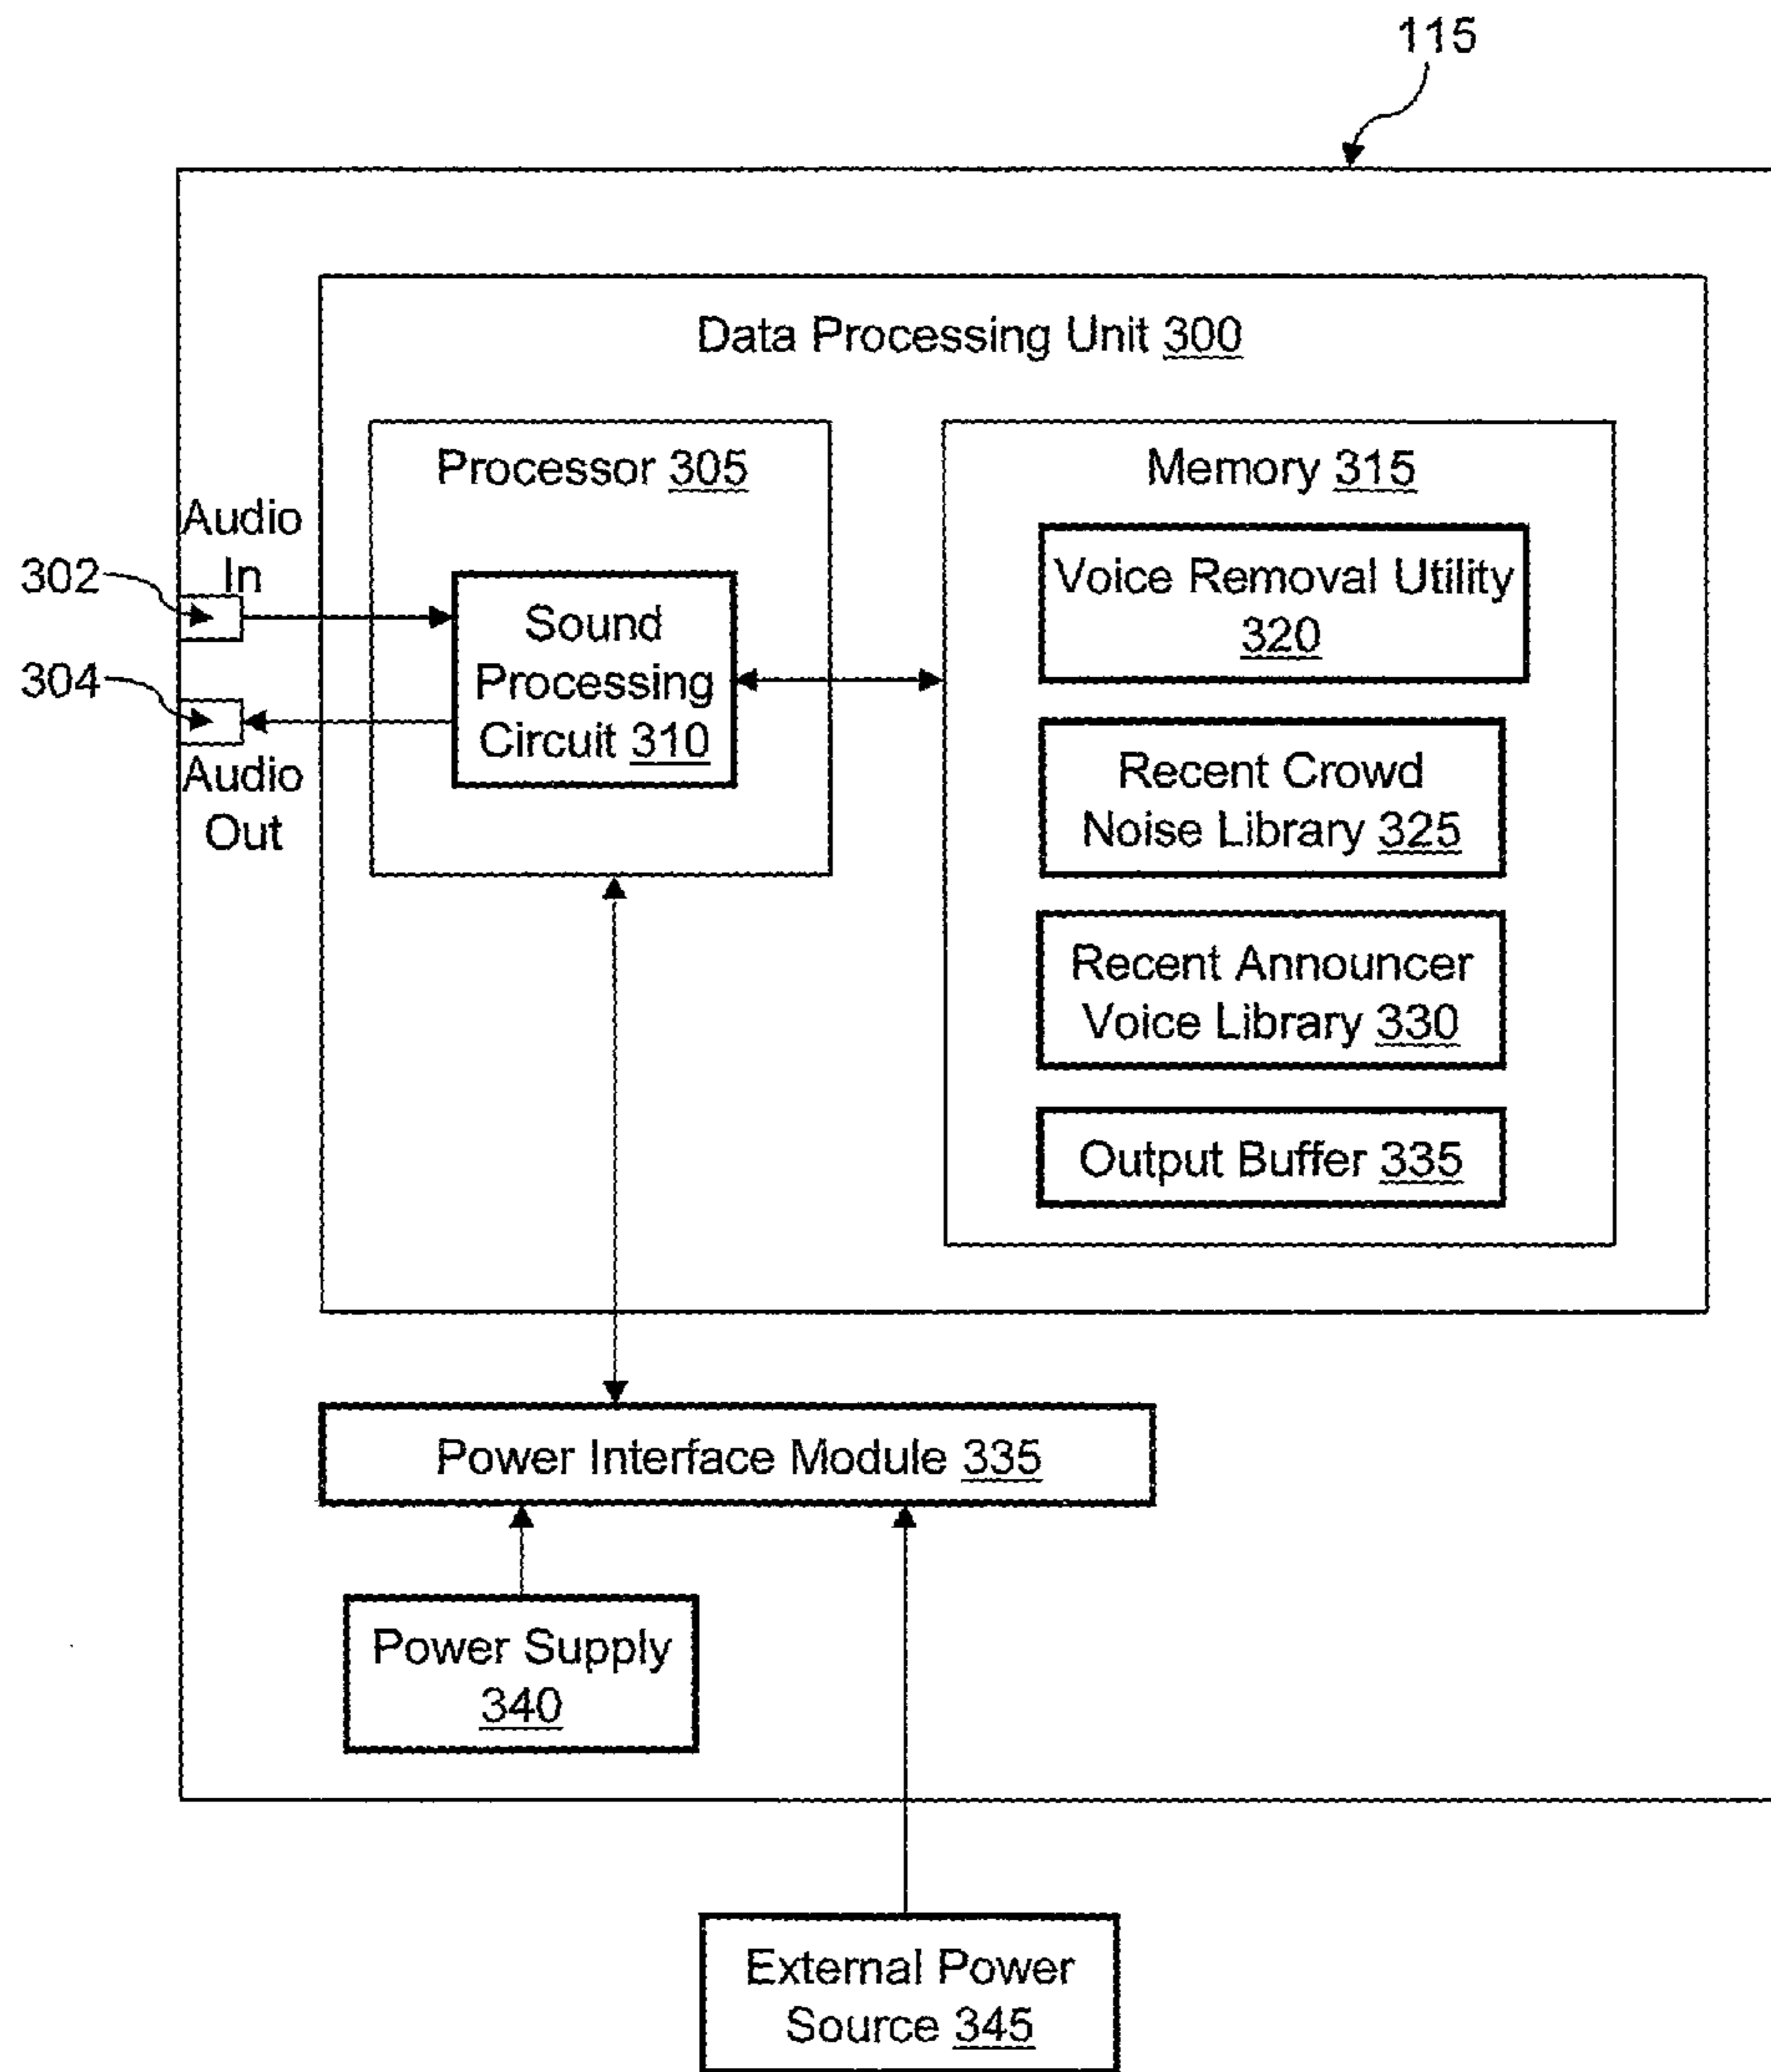 115
Data Processing Unit 300
Processor 305
Memory 315
Audio
In
302
304
Audio
Out
Sound
Processing
Circuit 310
Voice Removal Utility
320
Recent Crowd
Noise Library 325
Recent Announcer
Voice Library 330
Output Buffer 335
Power Interface Module 335
Power Supply
340
External Power
Source 345